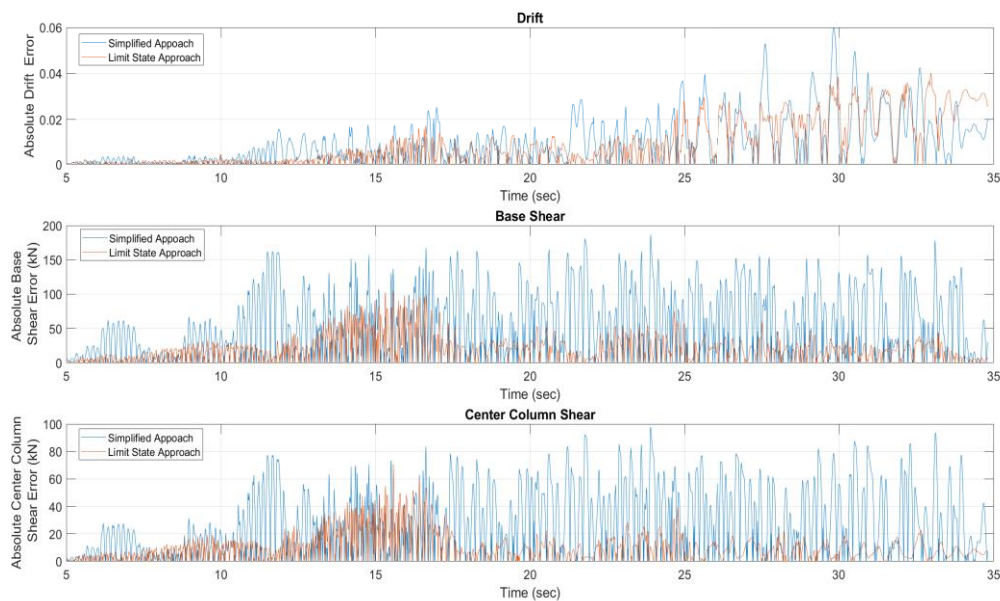 Drift
Simplified Appoach
Limit State Approach
Absolute Drift Error
0.06
0.04
0.02
0
5 10 15 20 25 30 35
Time (sec)
Base Shear
Simplified Appoach
Limit State Approach
Absolute Base
Shear Error (kN)
200
150
100
50
0
5 10 15 20 25 30 35
Time (sec)
Center Column Shear
Simplified Appoach
Limit State Approach
Absolute Center Column
Shear Error (kN)
100
80
60
40
20
0
5 10 15 20 25 30 35
Time (sec)